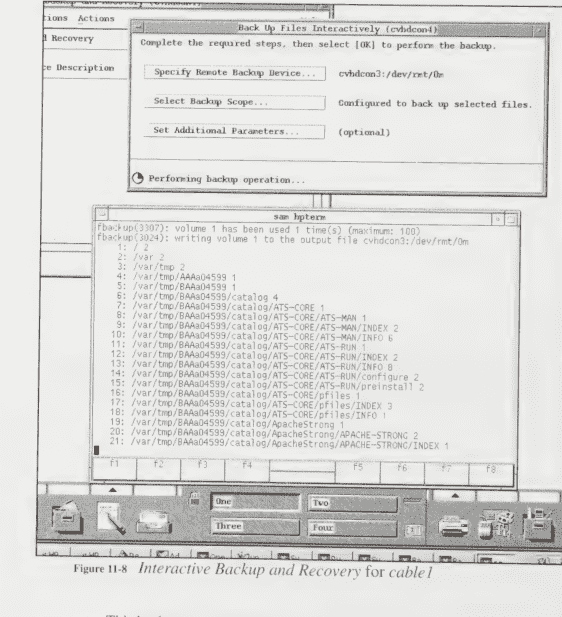 tions Actions
Recovery
ce Description
Back Up Files Interactively (cvhdcon4)
Complete the required steps, then select [OK] to perform the backup.
Specify Remote Backup Device... cvhdcon3:/dev/rmt/0m
Select Backup Scope... Configured to back up selected files.
Set Additional Parameters... (optional)
Performing backup operation...
sam hpterm
fbackup(3307): volume 1 has been used 1 time(s) (maximum: 100)
fbackup(3024): writing volume 1 to the output file cvhdcon3:/dev/rmt/0m
1: / 2
2: /var 2
3: /var/tmp 2
4: /var/tmp/AAAa04599 1
5: /var/tmp/BAAa04599 1
6: /var/tmp/BAAa04599/catalog 4
7: /var/tmp/BAAa04599/catalog/ATS-CORE 1
8: /var/tmp/BAAa04599/catalog/ATS-CORE/ATS-MAN 1
9: /var/tmp/BAAa04599/catalog/ATS-CORE/ATS-MAN/INDEX 2
10: /var/tmp/BAAa04599/catalog/ATS-CORE/ATS-MAN/INFO 6
11: /var/tmp/BAAa04599/catalog/ATS-CORE/ATS-RUN 1
12: /var/tmp/BAAa04599/catalog/ATS-CORE/ATS-RUN/INDEX 2
13: /var/tmp/BAAa04599/catalog/ATS-CORE/ATS-RUN/INFO 8
14: /var/tmp/BAAa04599/catalog/ATS-CORE/ATS-RUN/configure 2
15: /var/tmp/BAAa04599/catalog/ATS-CORE/ATS-RUN/preinstall 2
16: /var/tmp/BAAa04599/catalog/ATS-CORE/pfiles 1
17: /var/tmp/BAAa04599/catalog/ATS-CORE/pfiles/INDEX 3
18: /var/tmp/BAAa04599/catalog/ATS-CORE/pfiles/INFO 1
19: /var/tmp/BAAa04599/catalog/ApacheStrong 1
20: /var/tmp/BAAa04599/catalog/ApacheStrong/APACHE-STRONG 2
21: /var/tmp/BAAa04599/catalog/ApacheStrong/APACHE-STRONG/INDEX 1
f1 f2 f3 f4 f5 f6 f7 f8
One Two
Three Four
Figure 11-8 Interactive Backup and Recovery for cable1